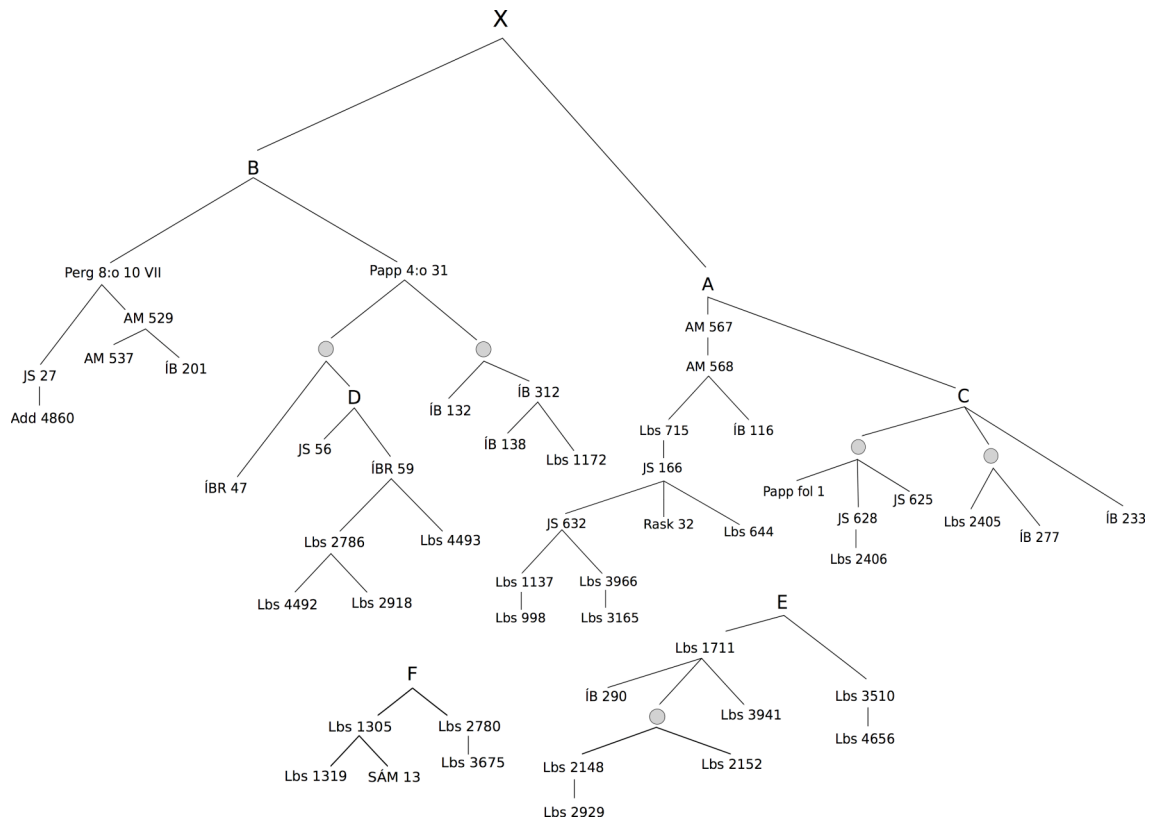 X
B
Perg 8:o 10 VII
Papp 4:o 31
A
AM 529
AM 567
AM 537
ÍB 201
AM 568
JS 27
Add 4860
D
ÍB 312
C
ÍB 132
JS 56
ÍB 138
Lbs 715
ÍB 116
Lbs 1172
ÍBR 59
JS 166
ÍBR 47
Papp fol 1
JS 625
JS 628
Lbs 2405
ÍB 277
ÍB 233
Lbs 2406
Lbs 2786
Lbs 4493
JS 632
Rask 32
Lbs 644
Lbs 4492
Lbs 2918
Lbs 1137
Lbs 3966
Lbs 998
Lbs 3165
E
Lbs 1711
F
ÍB 290
Lbs 3941
Lbs 3510
Lbs 1305
Lbs 2780
Lbs 4656
Lbs 1319
SÁM 13
Lbs 3675
Lbs 2148
Lbs 2152
Lbs 2929